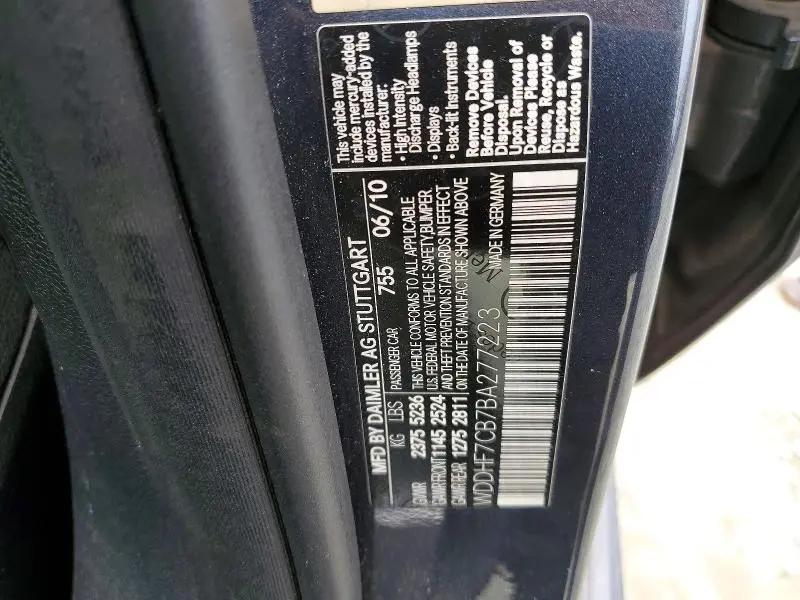 This vehicle may
include mercury-added
devices installed by the
manufacturer:
• High Intensity
Discharge Headlamps
• Displays
• Back-lit Instruments
Remove Devices
Before Vehicle
Disposal.
Upon Removal of
Devices Please
Reuse, Recycle or
Dispose as
Hazardous Waste.
MFD BY DAIMLER AG STUTTGART
KG LBS PASSENGER CAR 755 06/10
GVWR 2375 5236
GAWR FRONT 1145 2524
GAWR REAR 1275 2811
THIS VEHICLE CONFORMS TO ALL APPLICABLE
U.S. FEDERAL MOTOR VEHICLE SAFETY, BUMPER
AND THEFT PREVENTION STANDARDS IN EFFECT
ON THE DATE OF MANUFACTURE SHOWN ABOVE
WDDHF7CB7BA277223 MADE IN GERMANY